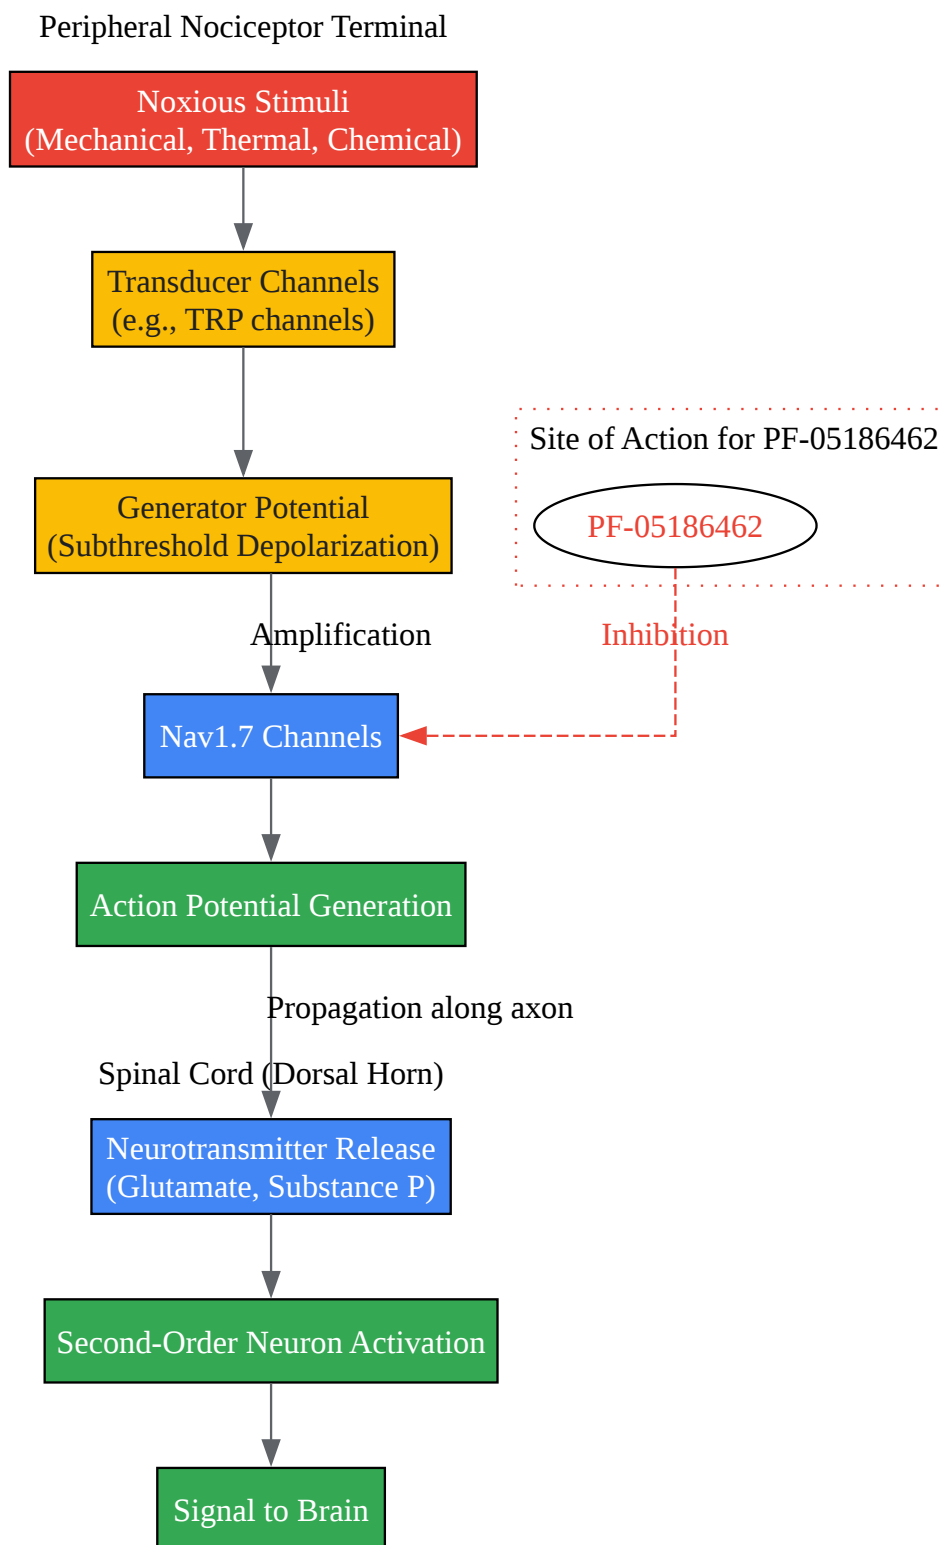 Peripheral Nociceptor Terminal
Noxious Stimuli
(Mechanical, Thermal, Chemical)
Transducer Channels
(e.g., TRP channels)
Site of Action for PF-05186462
Generator Potential
(Subthreshold Depolarization)
PF-05186462
Amplification
Inhibition
Nav1.7 Channels
Action Potential Generation
Propagation along axon
Spinal Cord (Dorsal Horn)
Neurotransmitter Release
(Glutamate, Substance P)
Second-Order Neuron Activation
Signal to Brain